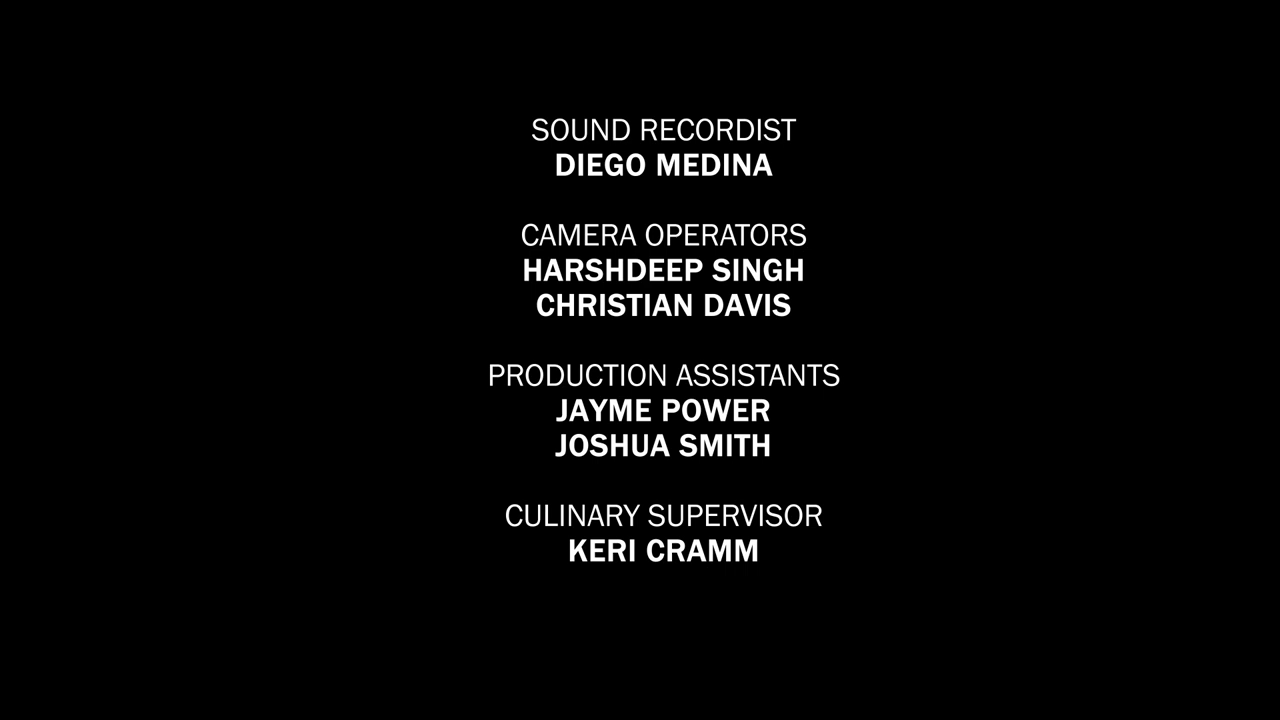 SOUND RECORDIST
DIEGO MEDINA
CAMERA OPERATORS
HARSHDEEP SINGH
CHRISTIAN DAVIS
PRODUCTION ASSISTANTS
JAYME POWER
JOSHUA SMITH
CULINARY SUPERVISOR
KERI CRAMM